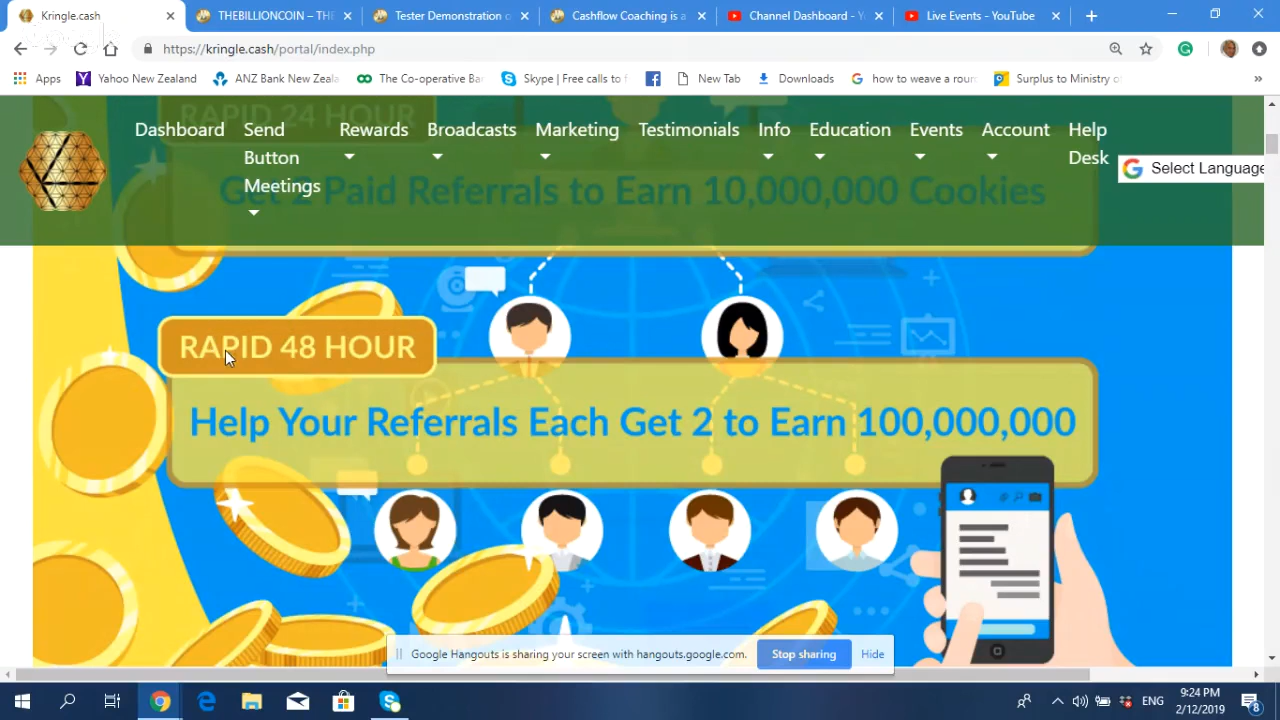 Kringle.cash
THEBILLIONCOIN – THE
Tester Demonstration o
Cashflow Coaching is a
Channel Dashboard - Y
Live Events - YouTube
https://kringle.cash/portal/index.php
Apps
Yahoo New Zealand
ANZ Bank New Zeala
The Co-operative Ba
Skype | Free calls to f
New Tab
Downloads
how to weave a rou
Surplus to Ministry o
»
RAPID 24 HOUR
Dashboard
Send
Button
Meetings
Rewards
Broadcasts
Marketing
Testimonials
Info
Education
Events
Account
Help
Desk
Select Language
Get 2 Paid Referrals to Earn 10,000,000 Cookies
RAPID 48 HOUR
Help Your Referrals Each Get 2 to Earn 100,000,000
Google Hangouts is sharing your screen with hangouts.google.com.
Stop sharing
Hide
ENG
9:24 PM
2/12/2019
8